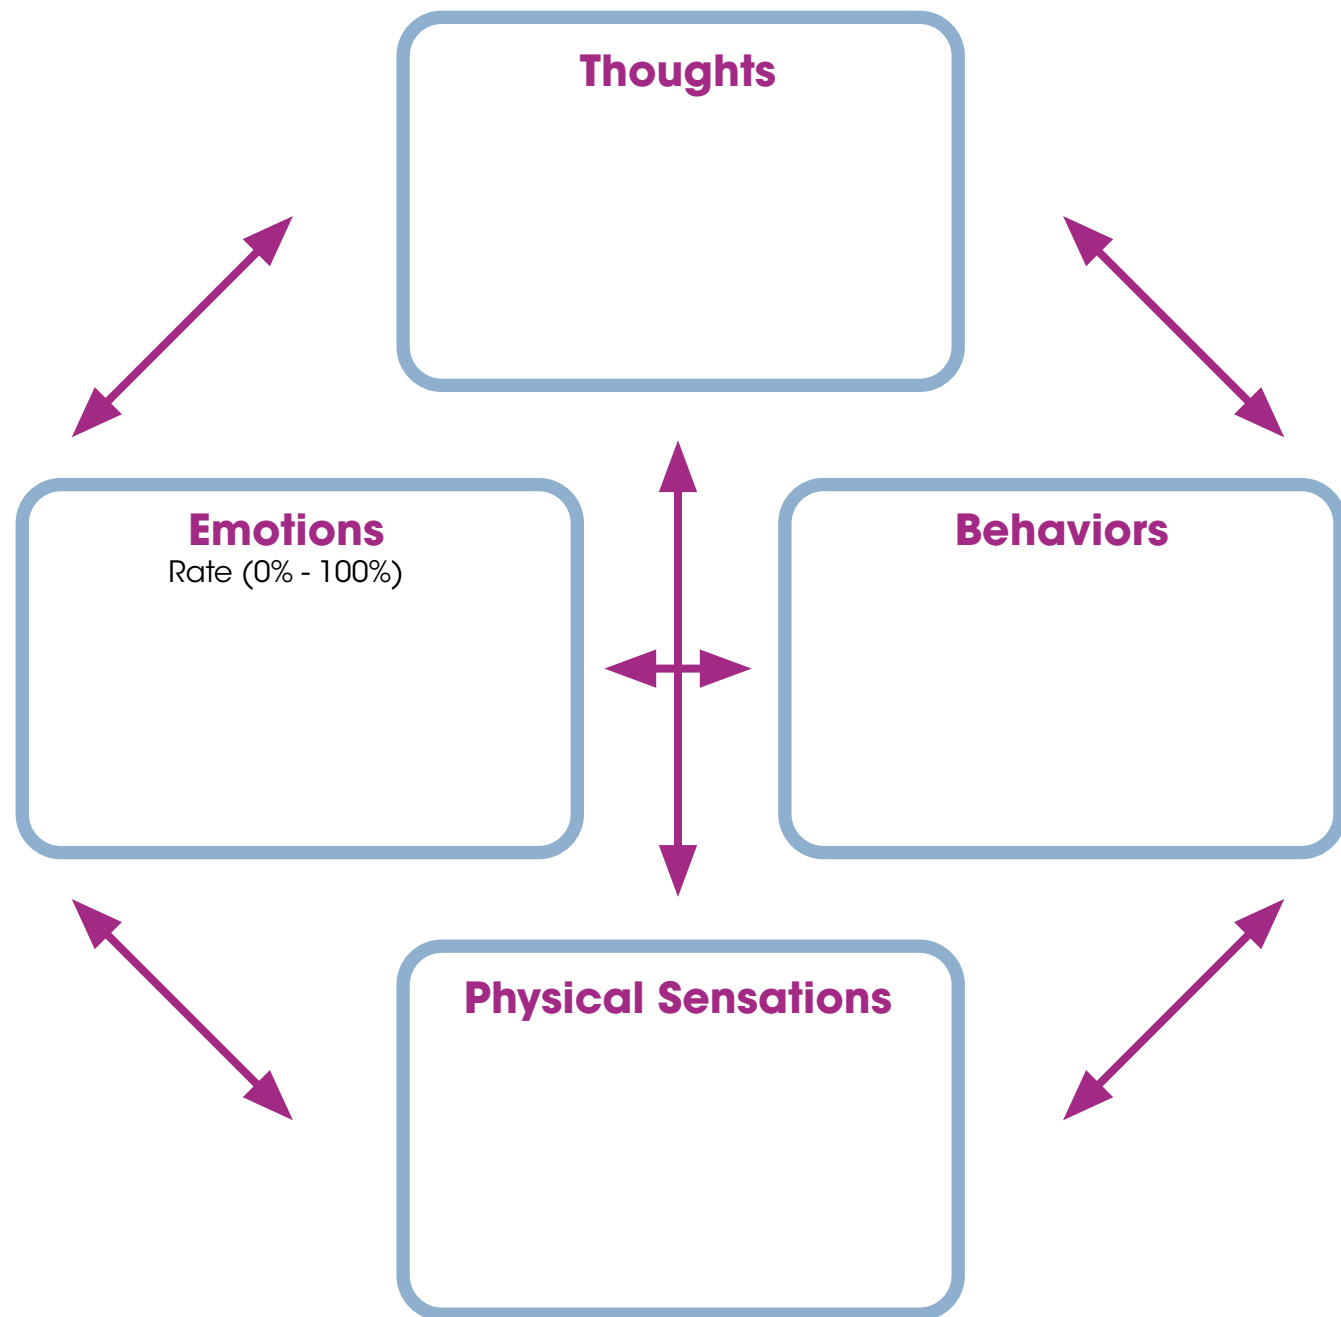 Thoughts
Emotions
Rate (0% - 100%)
Behaviors
Physical Sensations